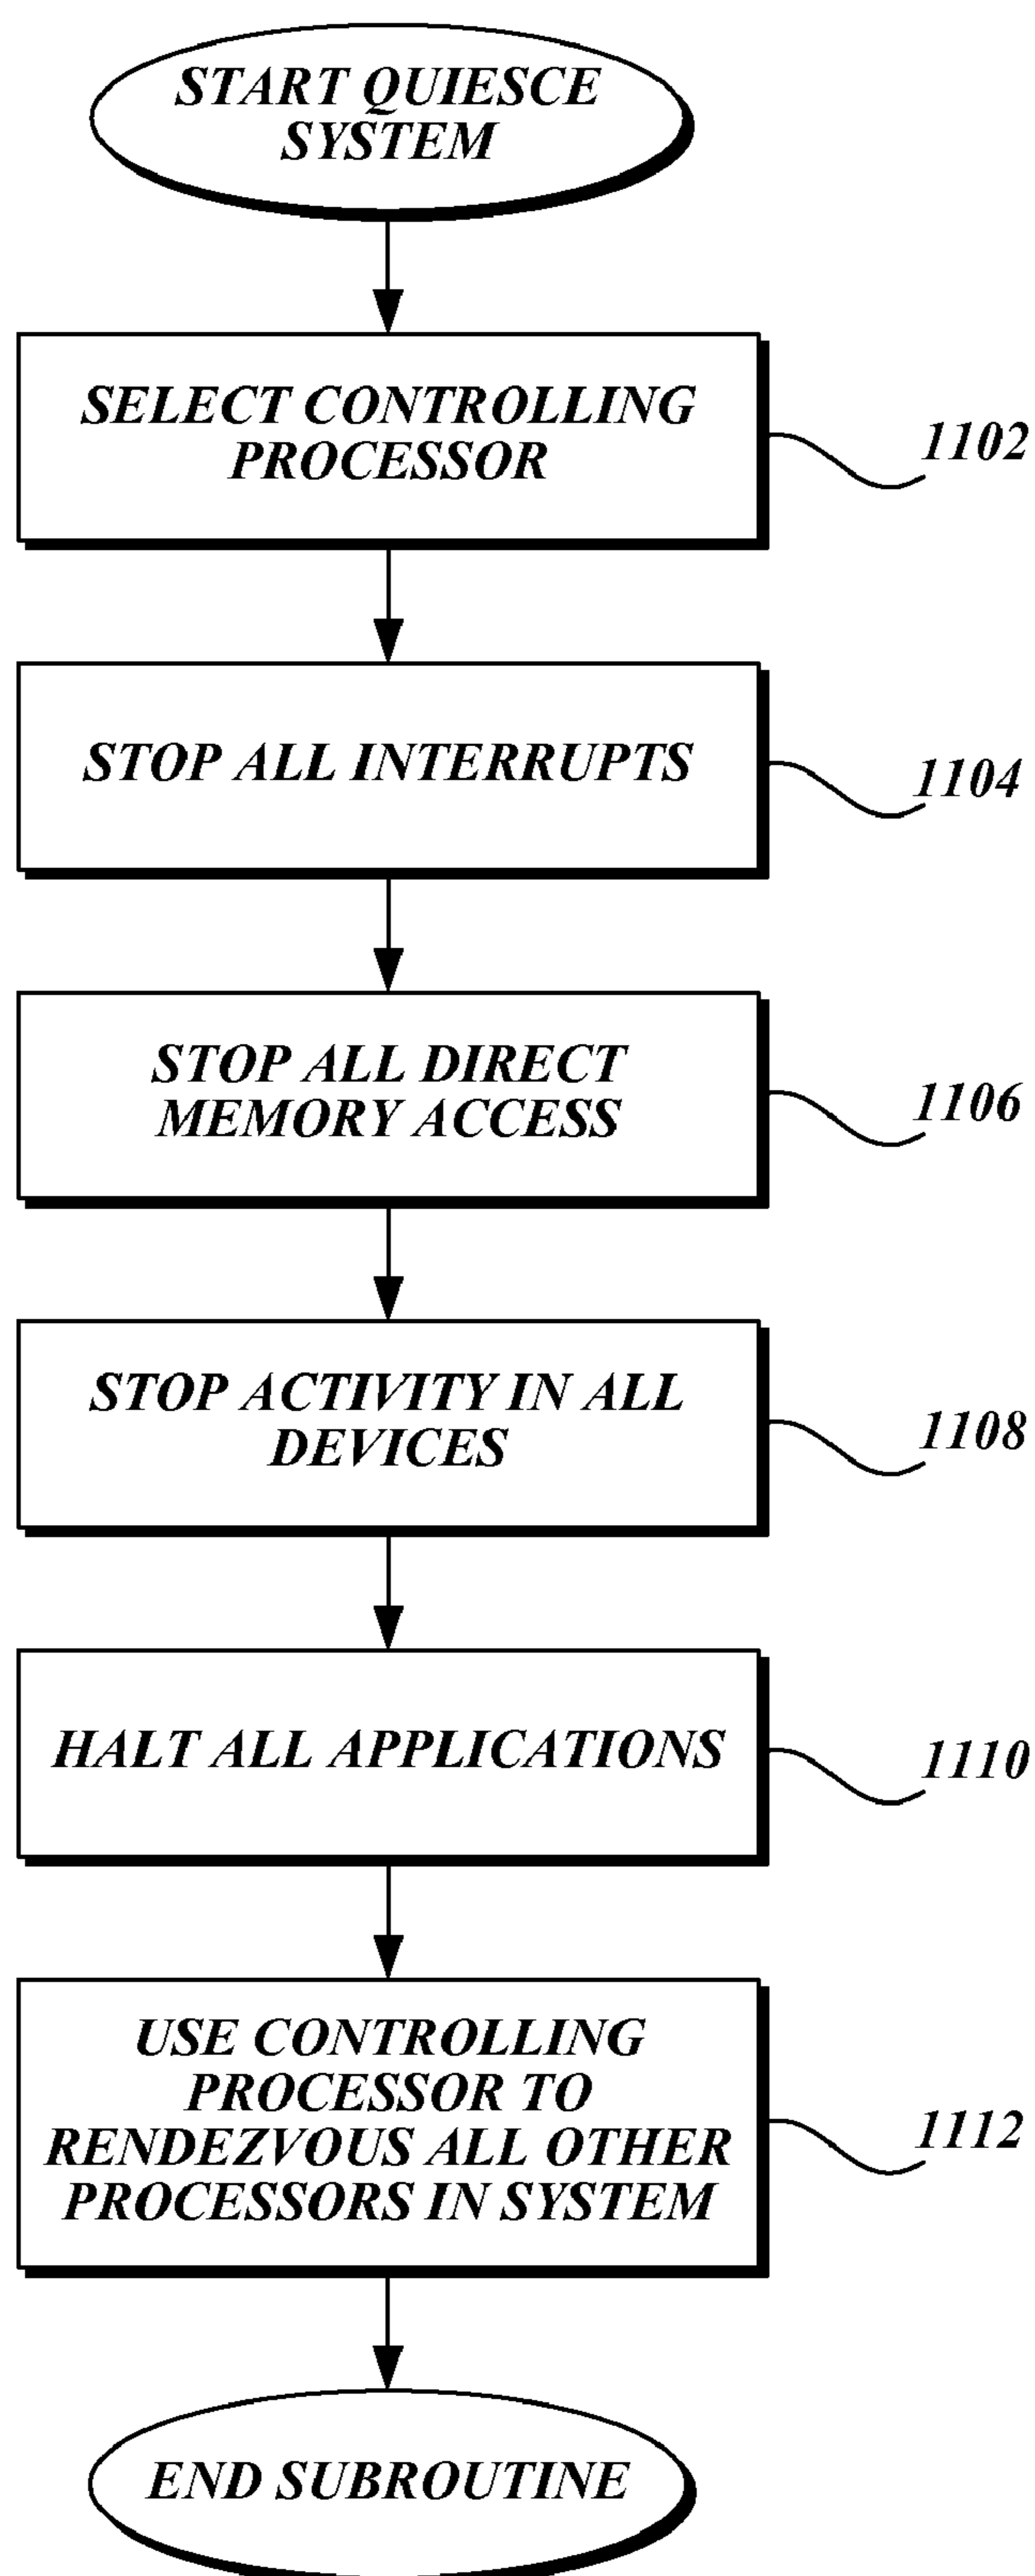 START QUIESCE
SYSTEM
SELECT CONTROLLING
PROCESSOR
1102
STOP ALL INTERRUPTS
1104
STOP ALL DIRECT
MEMORY ACCESS
1106
STOP ACTIVITY IN ALL
DEVICES
1108
HALT ALL APPLICATIONS
1110
USE CONTROLLING
PROCESSOR TO
RENDEZVOUS ALL OTHER
PROCESSORS IN SYSTEM
1112
END SUBROUTINE